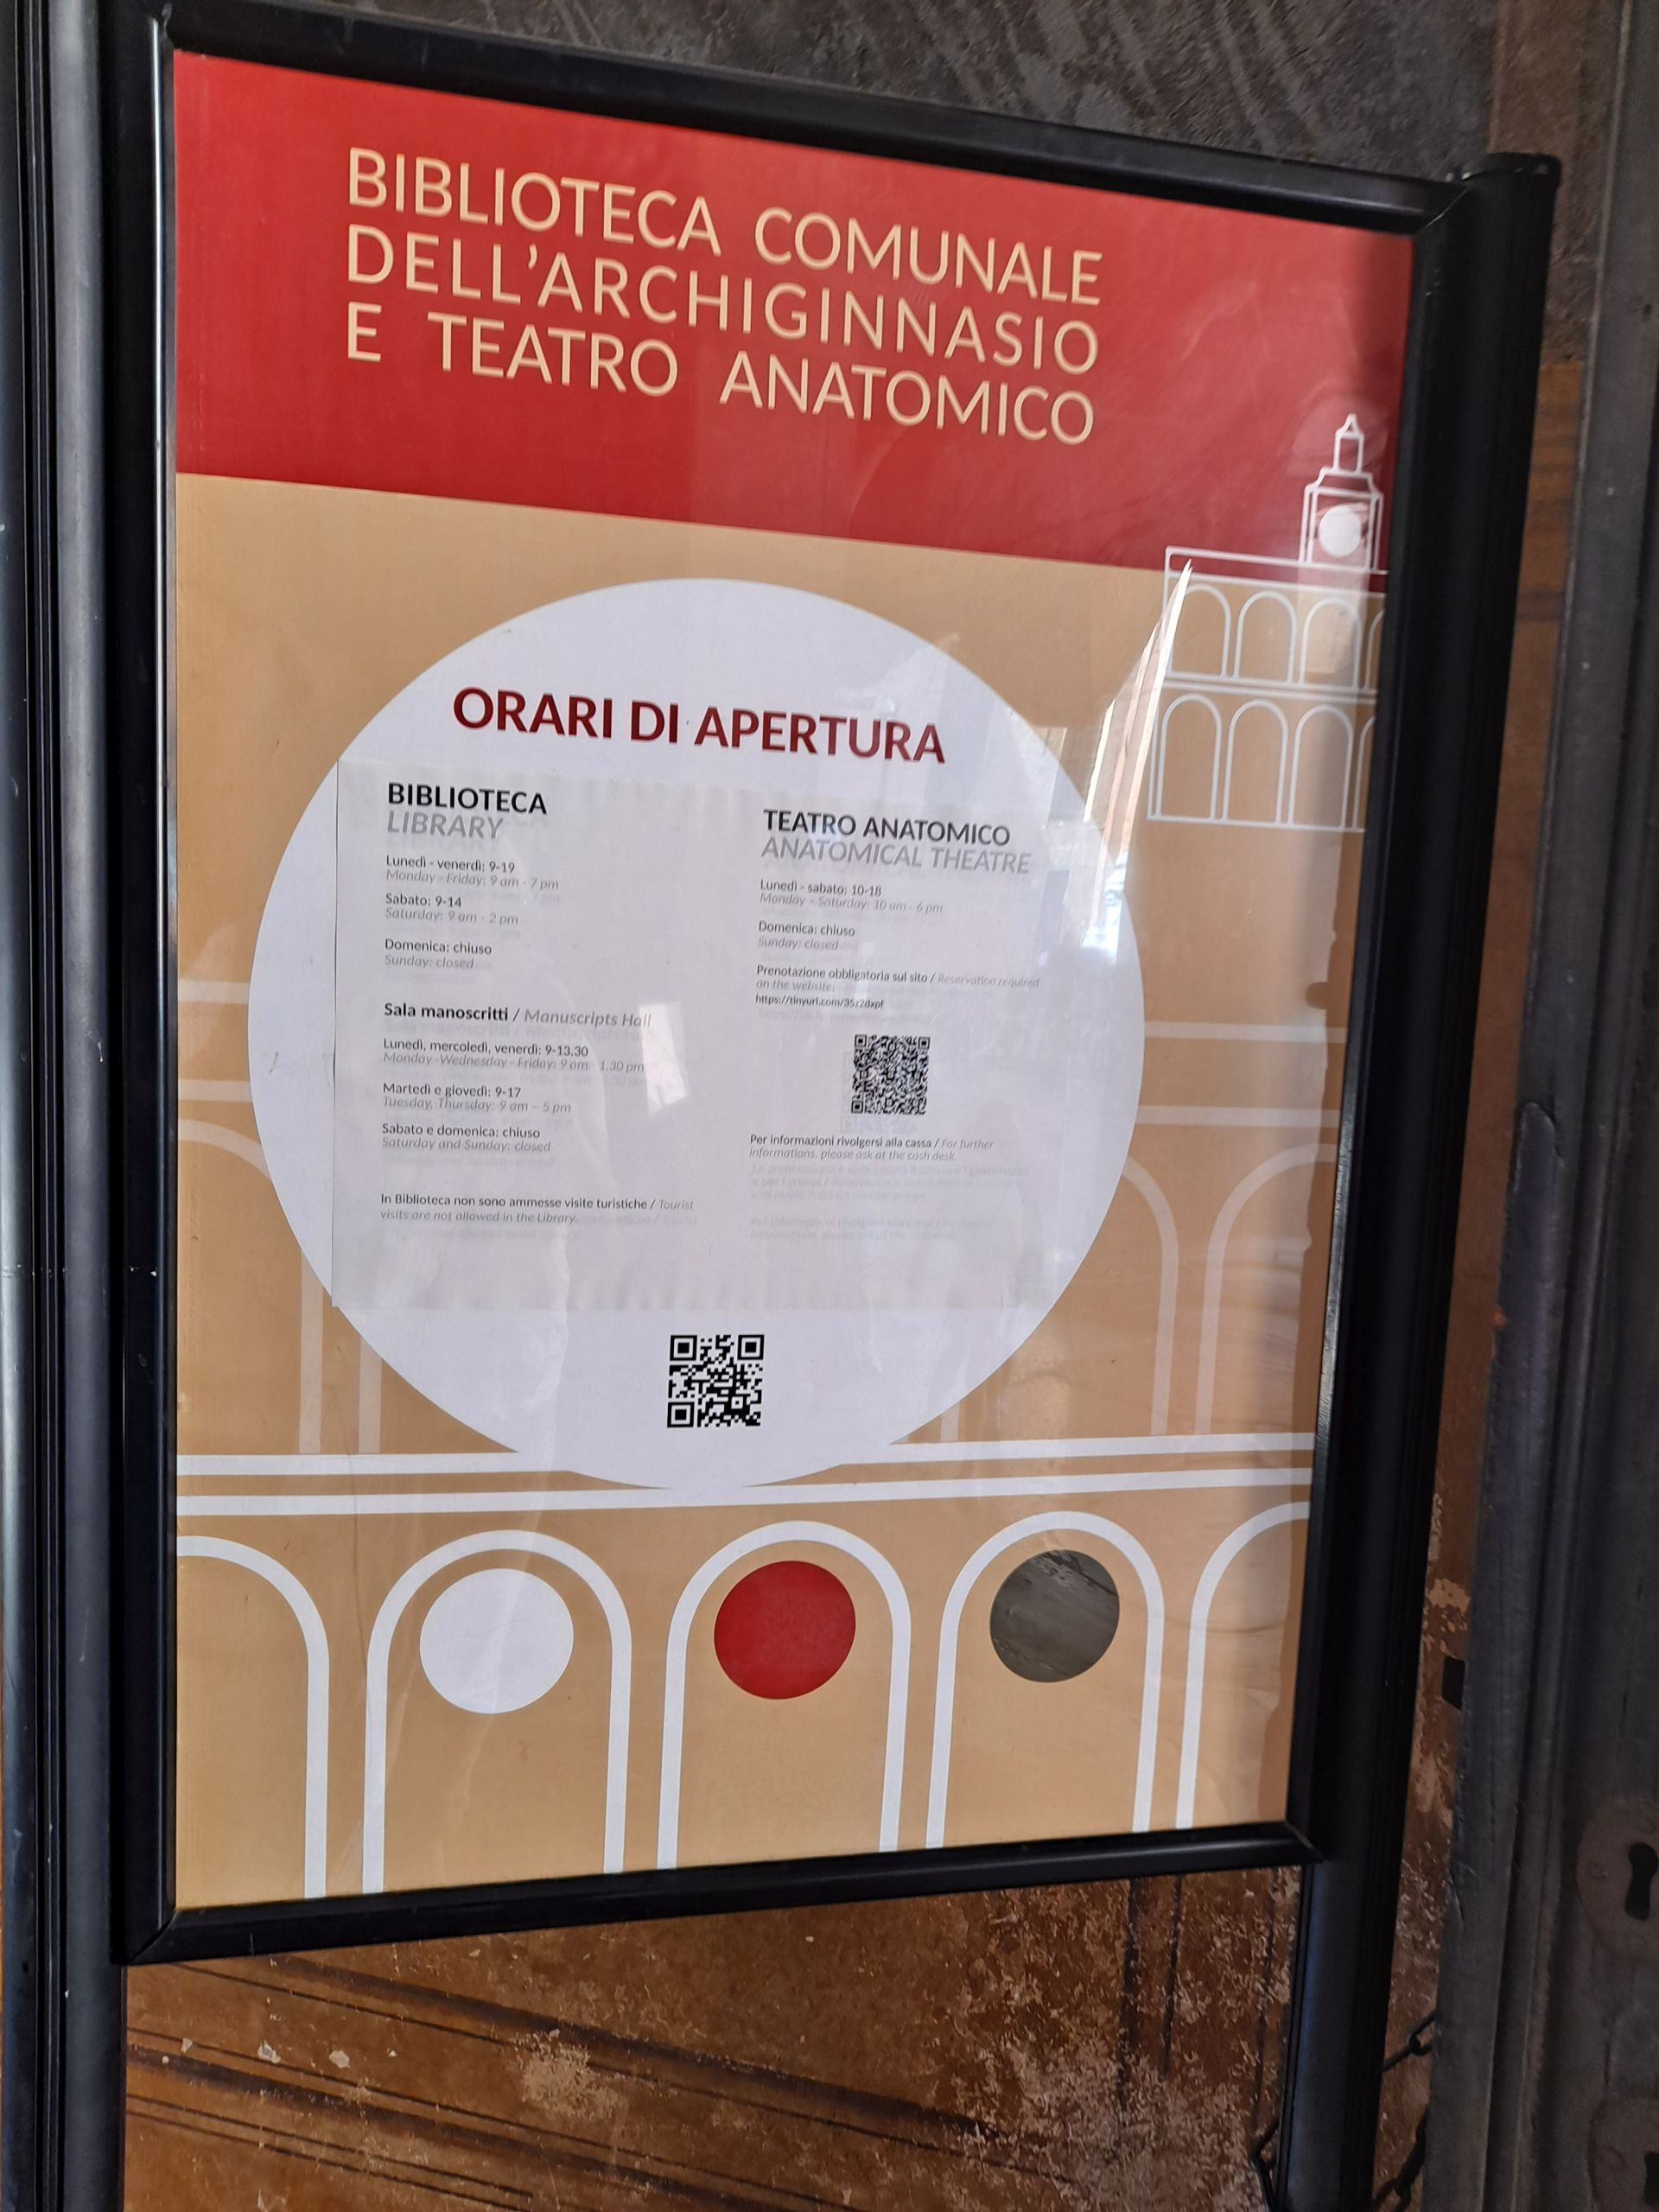 BIBLIOTECA COMUNALE
DELL'ARCHIGINNASIO
E TEATRO ANATOMICO
ORARI DI APERTURA
BIBLIOTECA
LIBRARY
Lunedì - venerdì: 9-19
Monday - Friday: 9 am - 7 pm
Sabato: 9-14
Saturday: 9 am - 2 pm
Domenica: chiuso
Sunday: closed
Sala manoscritti / Manuscripts Hall
Lunedì, mercoledì, venerdì: 9-13.30
Monday -Wednesday - Friday: 9 am - 1.30 pm
Martedì e giovedì: 9-17
Tuesday, Thursday: 9 am – 5 pm
Sabato e domenica: chiuso
Saturday and Sunday: closed
In Biblioteca non sono ammesse visite turistiche / Tourist
visits are not allowed in the Library.
TEATRO ANATOMICO
ANATOMICAL THEATRE
Lunedì - sabato: 10-18
Monday – Saturday: 10 am - 6 pm
Domenica: chiuso
Sunday: closed
Prenotazione obbligatoria sul sito / Reservation required
on the website:
https://tinyurl.com/35z2dxpf
Per informazioni rivolgersi alla cassa / For further
informations, please ask at the cash desk.